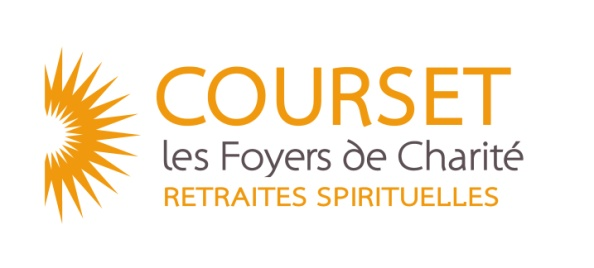 COURSET
les Foyers de Charité
RETRAITES SPIRITUELLES